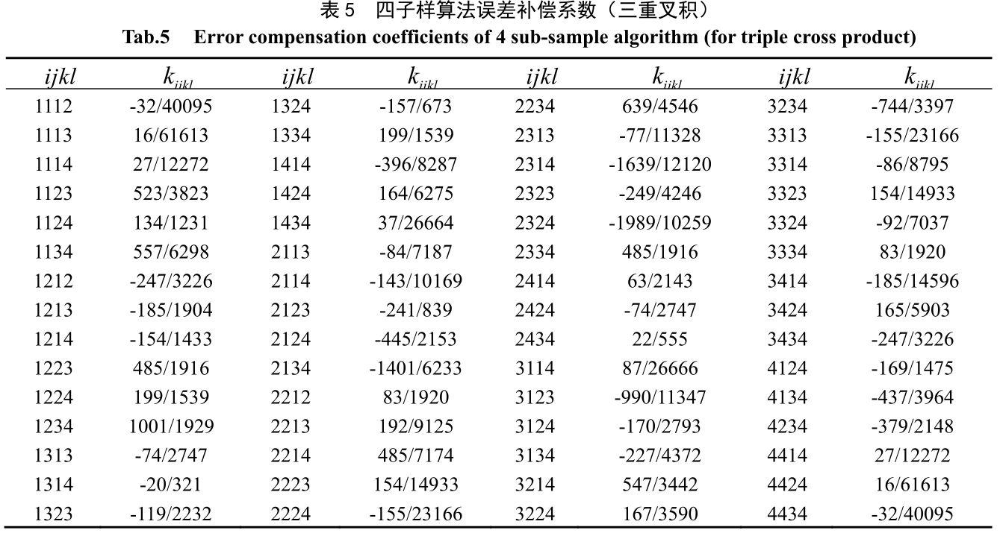 表 5　四子样算法误差补偿系数（三重叉积）
Tab.5 Error compensation coefficients of 4 sub-sample algorithm (for triple cross product)
ijkl k_ijkl ijkl k_ijkl ijkl k_ijkl ijkl k_ijkl
1112 -32/40095 1324 -157/673 2234 639/4546 3234 -744/3397
1113 16/61613 1334 199/1539 2313 -77/11328 3313 -155/23166
1114 27/12272 1414 -396/8287 2314 -1639/12120 3314 -86/8795
1123 523/3823 1424 164/6275 2323 -249/4246 3323 154/14933
1124 134/1231 1434 37/26664 2324 -1989/10259 3324 -92/7037
1134 557/6298 2113 -84/7187 2334 485/1916 3334 83/1920
1212 -247/3226 2114 -143/10169 2414 63/2143 3414 -185/14596
1213 -185/1904 2123 -241/839 2424 -74/2747 3424 165/5903
1214 -154/1433 2124 -445/2153 2434 22/555 3434 -247/3226
1223 485/1916 2134 -1401/6233 3114 87/26666 4124 -169/1475
1224 199/1539 2212 83/1920 3123 -990/11347 4134 -437/3964
1234 1001/1929 2213 192/9125 3124 -170/2793 4234 -379/2148
1313 -74/2747 2214 485/7174 3134 -227/4372 4414 27/12272
1314 -20/321 2223 154/14933 3214 547/3442 4424 16/61613
1323 -119/2232 2224 -155/23166 3224 167/3590 4434 -32/40095